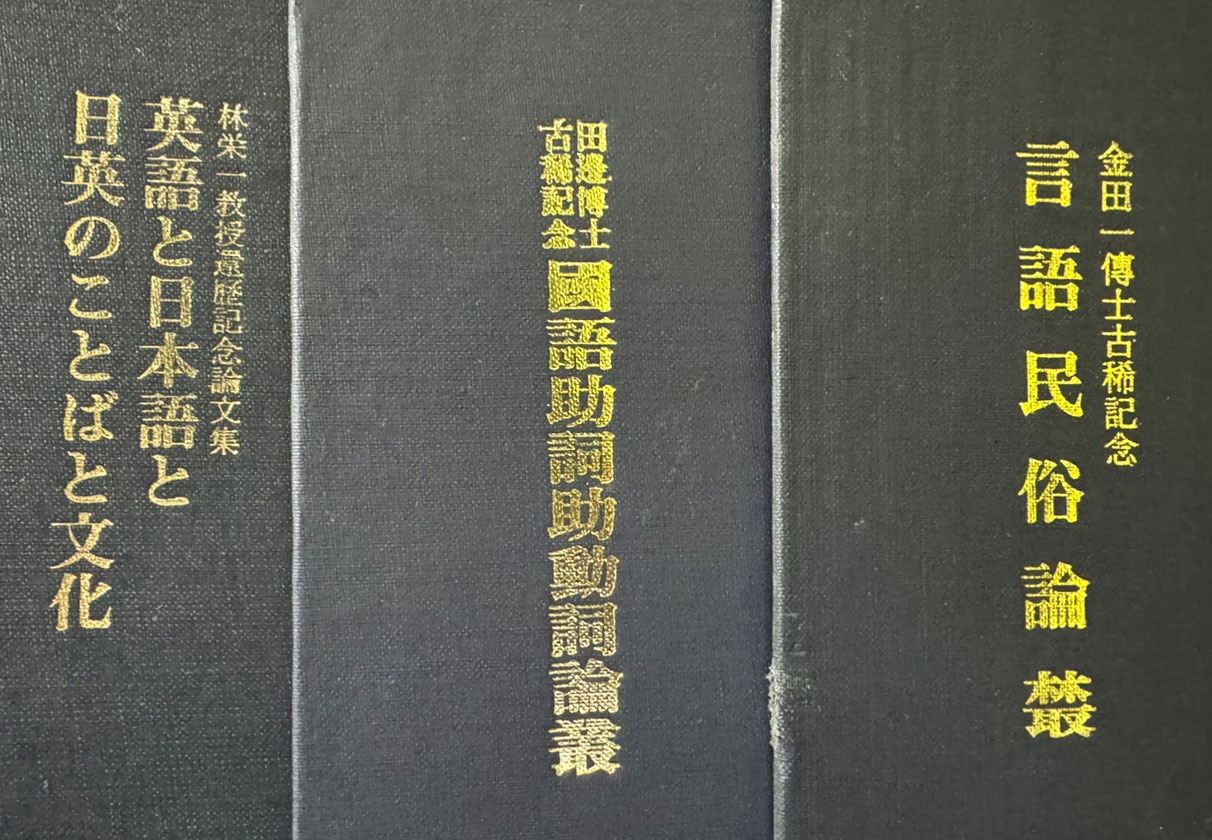 金田一博士古稀記念
言語民俗論叢
田邊博士
古稀記念
國語助詞助動詞論叢
林栄一教授還暦記念論文集
英語と日本語と
日英のことばと文化